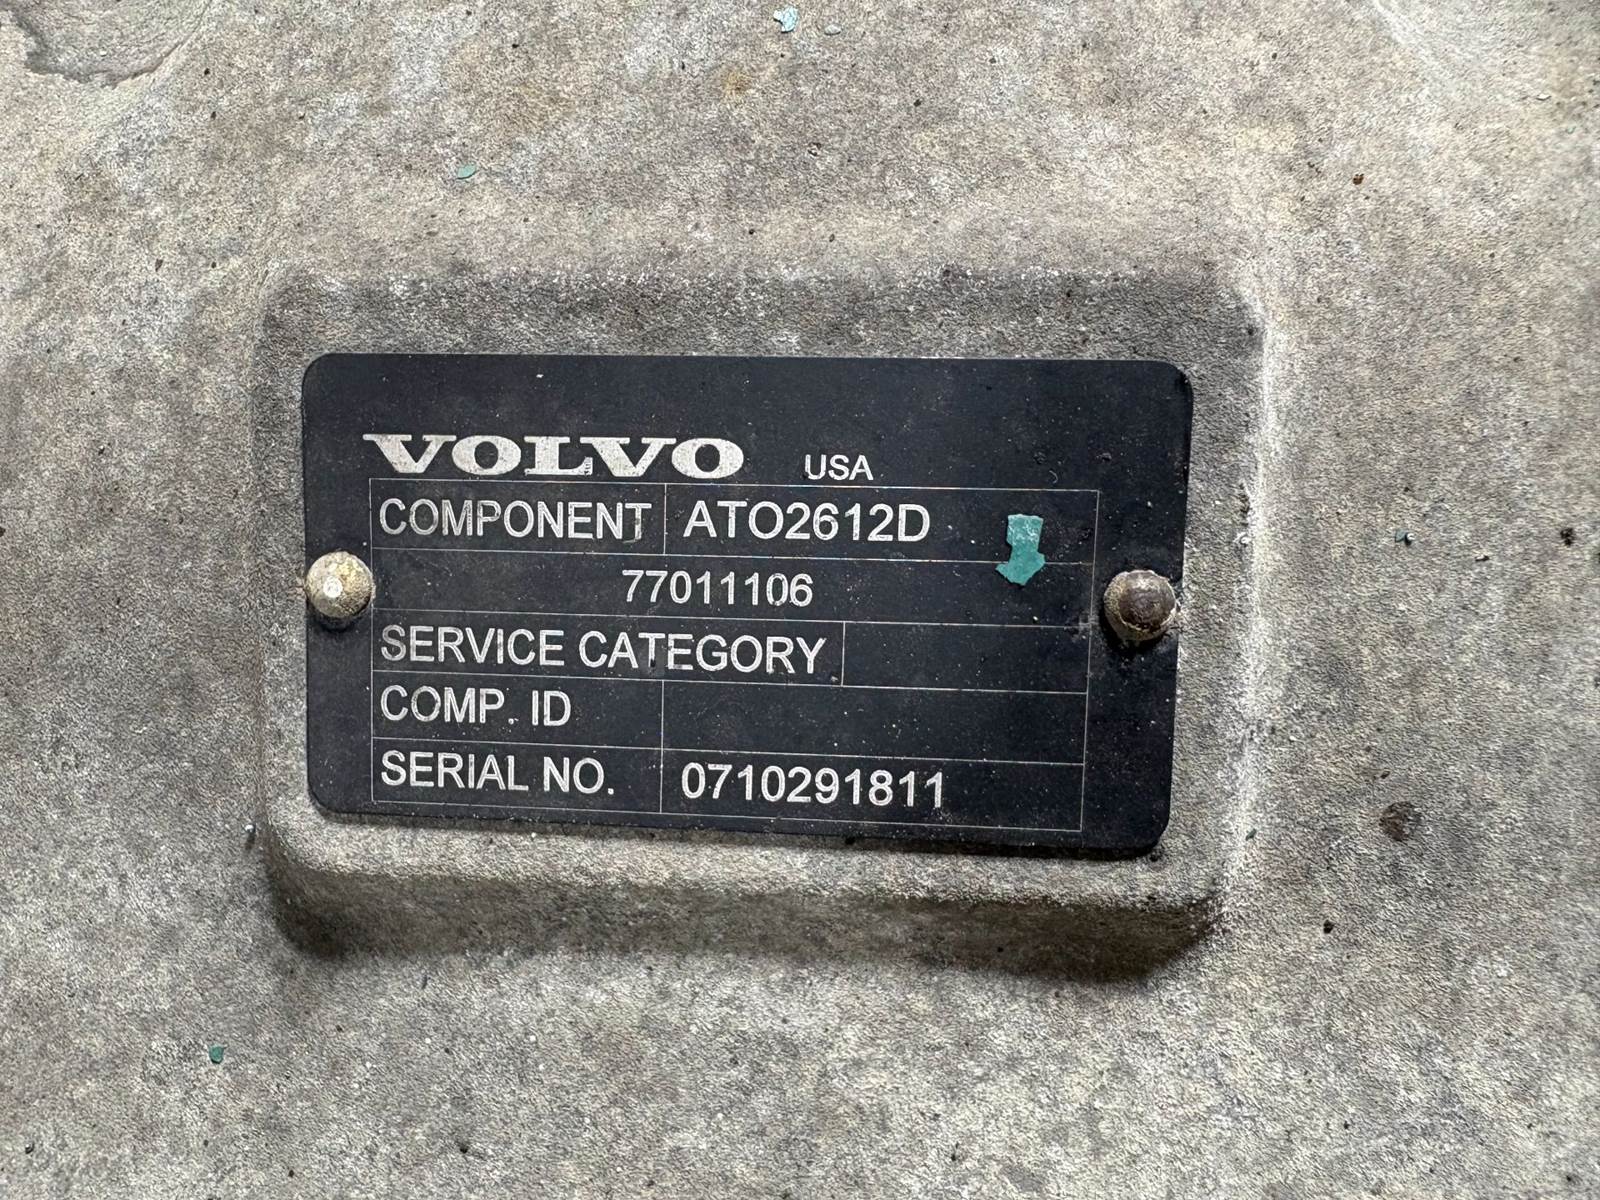 VOLVO USA
COMPONENT ATO2612D
77011106
SERVICE CATEGORY
COMP. ID
SERIAL NO. 0710291811